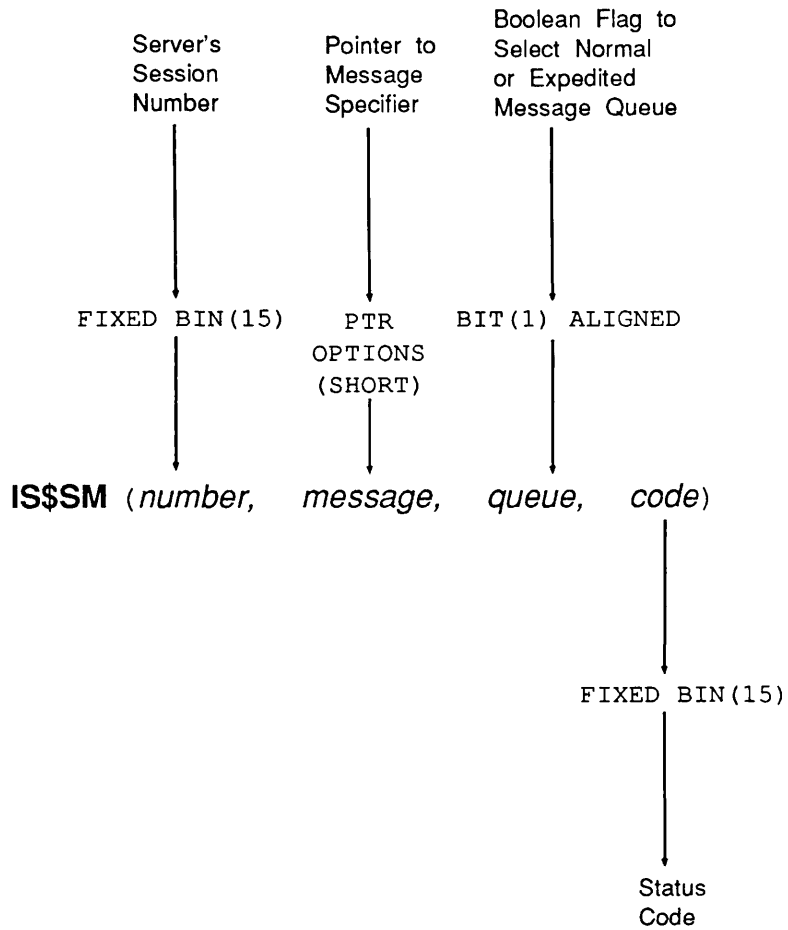 Server's
Session
Number
Pointer to
Message
Specifier
Boolean Flag to
Select Normal
or Expedited
Message Queue
FIXED BIN(15)
PTR
OPTIONS
(SHORT)
BIT(1) ALIGNED
IS$SM (number, message, queue, code)
FIXED BIN(15)
Status
Code